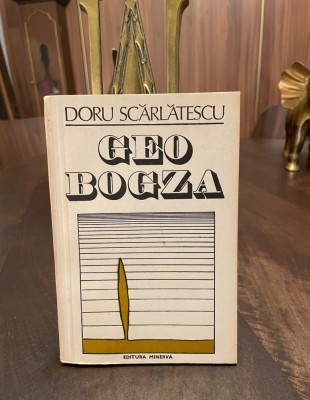 DORU SCĂRLĂTESCU
GEO
BOGZA
EDITURA MINERVA